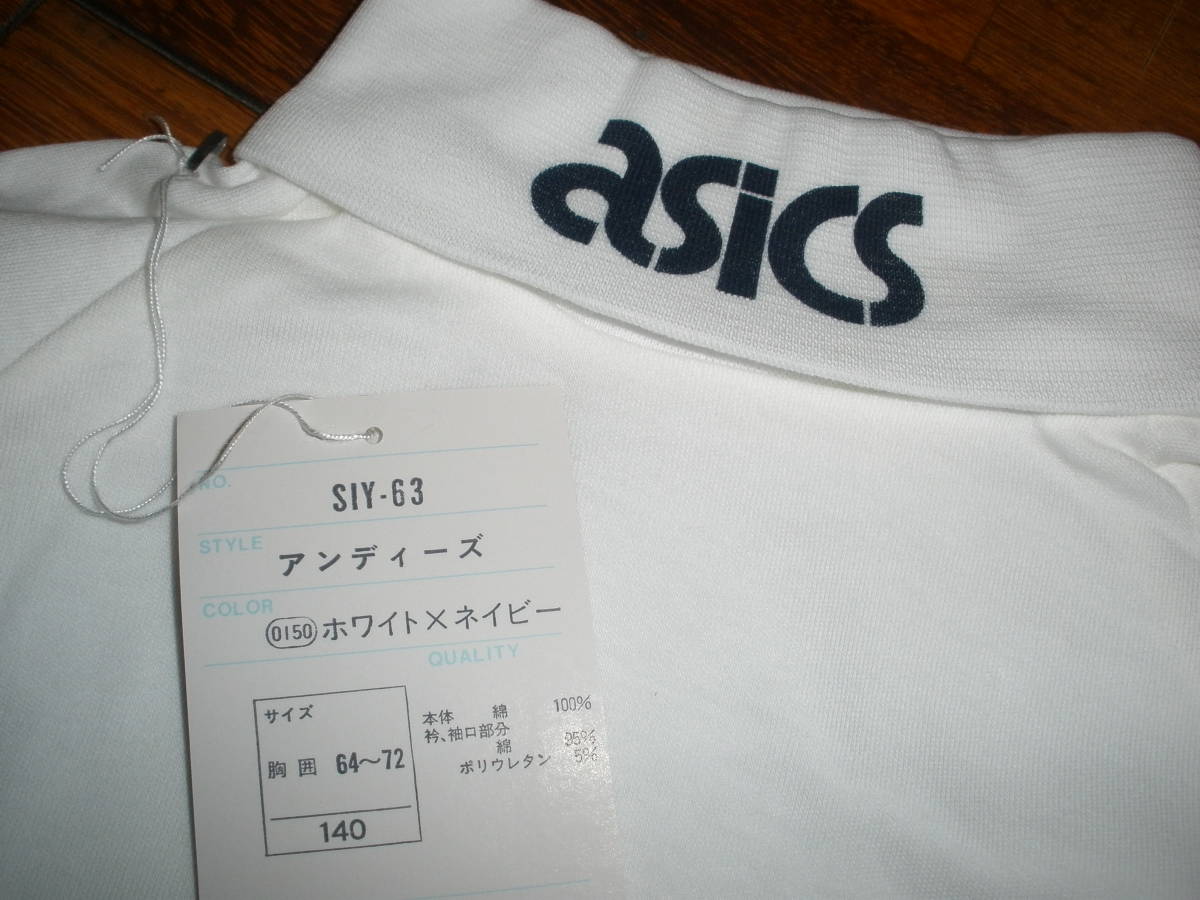 asics
NO.
SIY-63
STYLE
アンディーズ
COLOR
0150 ホワイト×ネイビー
QUALITY
サイズ
胸囲 64〜72
140
本体 綿 100%
衿、袖口部分
綿 95%
ポリウレタン 5%